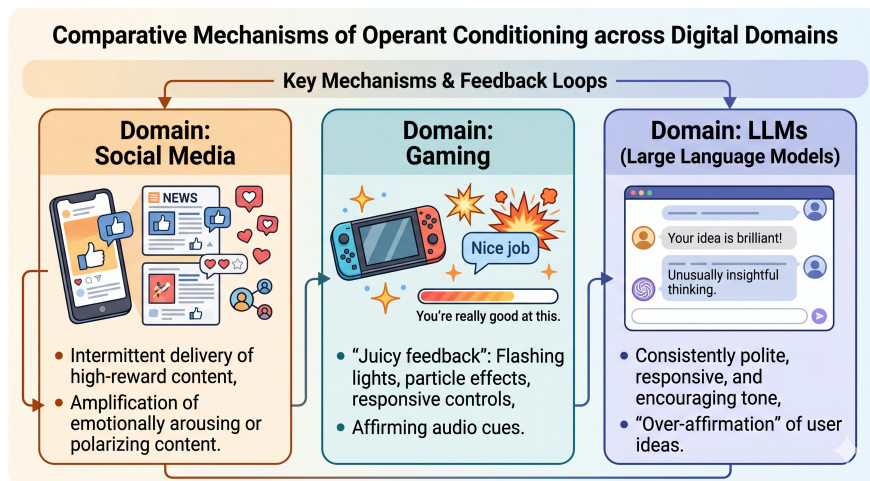 Comparative Mechanisms of Operant Conditioning across Digital Domains
Key Mechanisms & Feedback Loops
Domain:
Social Media
NEWS
• Intermittent delivery of
high-reward content,
• Amplification of
emotionally arousing or
polarizing content.
Domain:
Gaming
Nice job
You're really good at this.
• “Juicy feedback”: Flashing
lights, particle effects,
responsive controls,
• Affirming audio cues.
Domain: LLMs
(Large Language Models)
Your idea is brilliant!
Unusually insightful
thinking.
• Consistently polite,
responsive, and
encouraging tone,
• “Over-affirmation” of user
ideas.